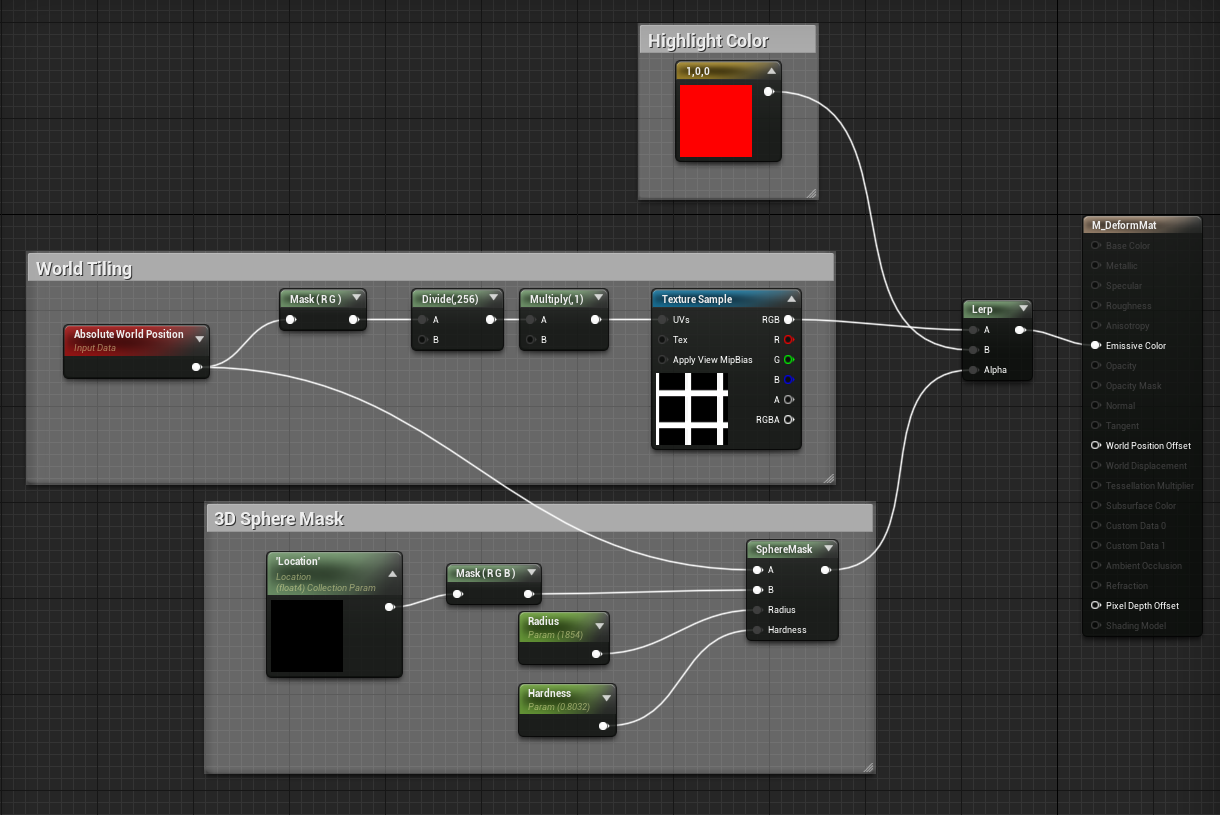 Highlight Color
1,0,0
World Tiling
Absolute World Position
Input Data
Mask ( R G )
Divide(,256)
A
B
Multiply(,1)
A
B
Texture Sample
UVs
Tex
Apply View MipBias
RGB
R
G
B
A
RGBA
Lerp
A
B
Alpha
M_DeformMat
Base Color
Metallic
Specular
Roughness
Anisotropy
Emissive Color
Opacity
Opacity Mask
Normal
Tangent
World Position Offset
World Displacement
Tessellation Multiplier
Subsurface Color
Custom Data 0
Custom Data 1
Ambient Occlusion
Refraction
Pixel Depth Offset
Shading Model
3D Sphere Mask
'Location'
Location
(float4) Collection Param
Mask ( R G B )
Radius
Param (1854)
Hardness
Param (0.8032)
SphereMask
A
B
Radius
Hardness